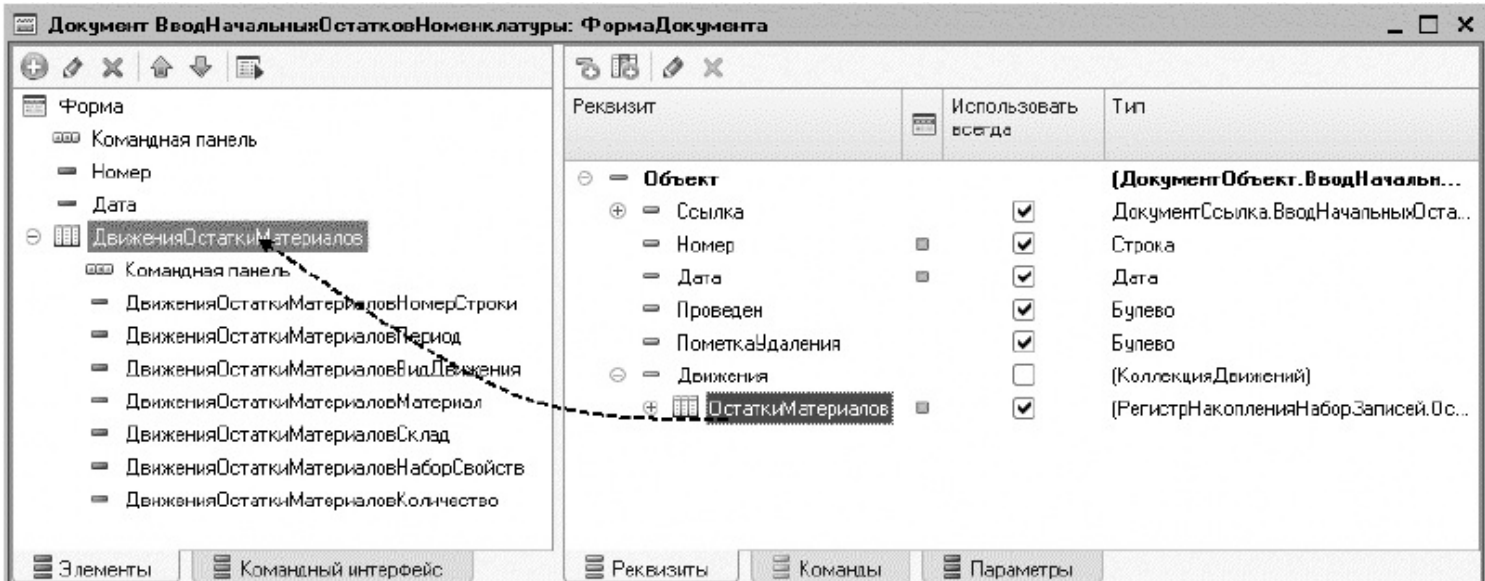 Документ ВводНачальныхОстатковНоменклатуры: ФормаДокумента
Форма
Командная панель
Номер
Дата
ДвиженияОстаткиМатериалов
Командная панель
ДвиженияОстаткиМатериаловНомерСтроки
ДвиженияОстаткиМатериаловПериод
ДвиженияОстаткиМатериаловВидДвижения
ДвиженияОстаткиМатериаловМатериал
ДвиженияОстаткиМатериаловСклад
ДвиженияОстаткиМатериаловНаборСвойств
ДвиженияОстаткиМатериаловКоличество
Элементы Командный интерфейс
Реквизит Использовать всегда Тип
Объект (ДокументОбъект.ВводНачальн...
Ссылка ДокументСсылка.ВводНачальныхОста...
Номер Строка
Дата Дата
Проведен Булево
ПометкаУдаления Булево
Движения (КоллекцияДвижений)
ОстаткиМатериалов (РегистрНакопленияНаборЗаписей.Ос...
Реквизиты Команды Параметры